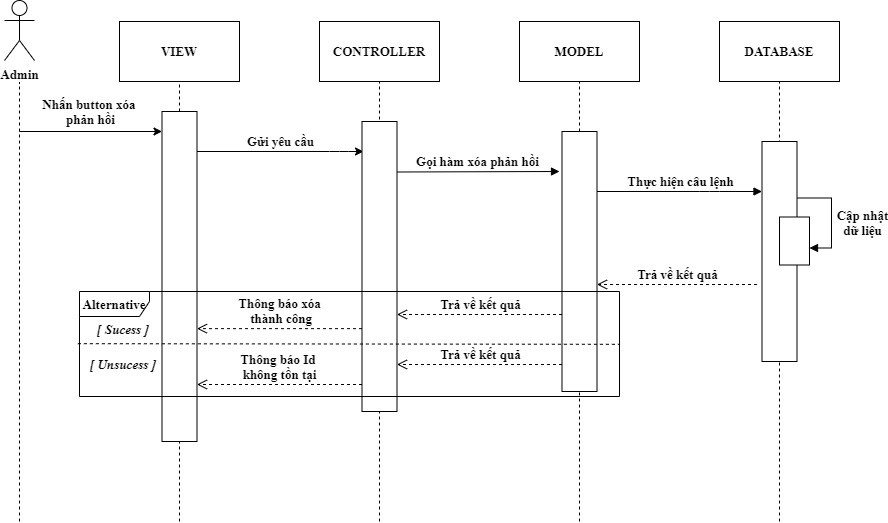 VIEW
CONTROLLER
MODEL
DATABASE
Admin
Nhấn button xóa
phản hồi
Gửi yêu cầu
Gọi hàm xóa phản hồi
Thực hiện câu lệnh
Cập nhật
dữ liệu
Trả về kết quả
Alternative
Thông báo xóa
thành công
Trả về kết quả
[ Sucess ]
Thông báo Id
không tồn tại
Trả về kết quả
[ Unsucess ]